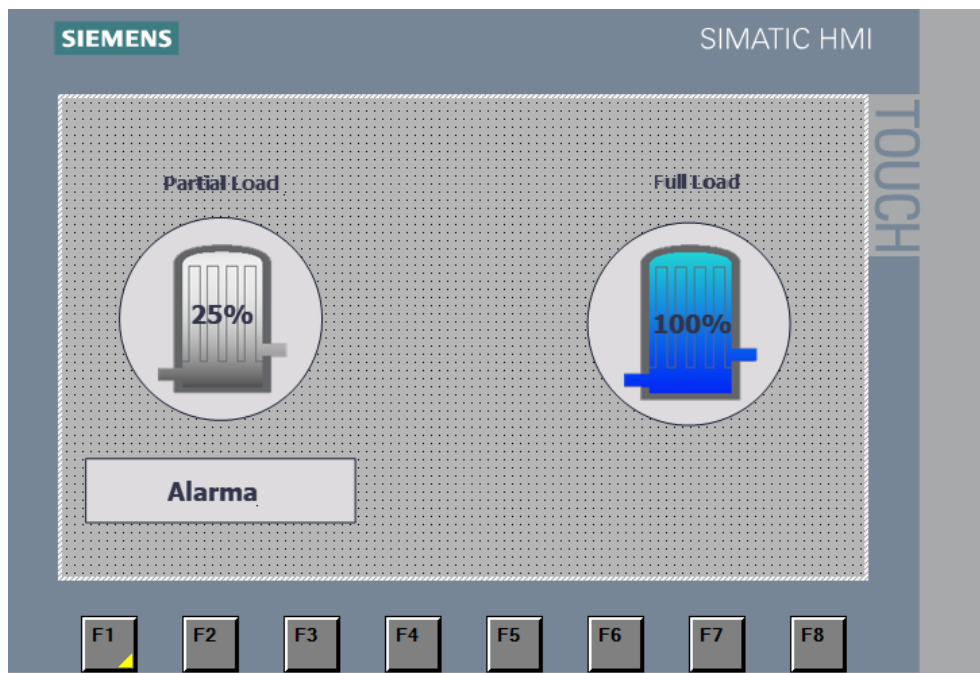 SIEMENS
SIMATIC HMI
TOUCH
Partial Load
Full Load
25%
100%
Alarma
F1 F2 F3 F4 F5 F6 F7 F8